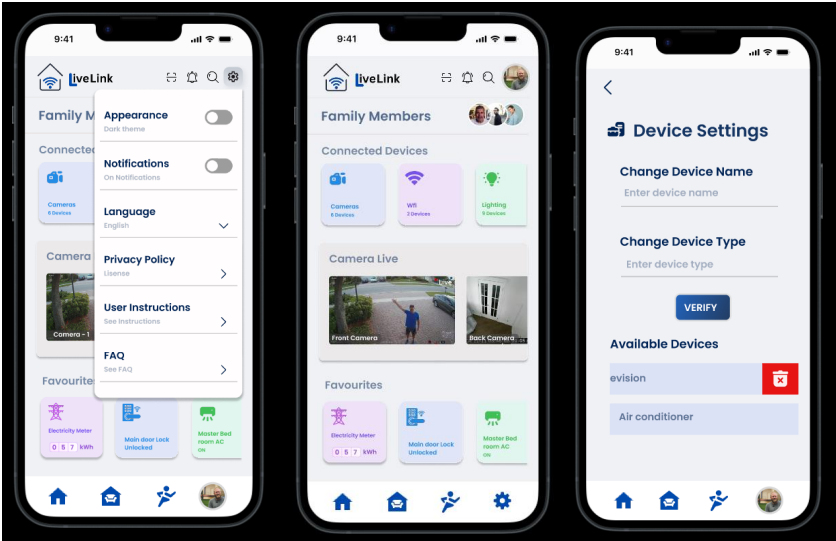 9:41
LiveLink
Family M
Appearance
Dark theme
Connecte
Notifications
On Notifications
Cameras
6 Devices
Language
English
Camera
Privacy Policy
Lisense
User Instructions
See Instructions
Camera - 1
FAQ
See FAQ
Favourite
Electricity Meter
0 5 7 kWh
Main door Lock
Unlocked
Master Bed
room AC
ON
9:41
LiveLink
Family Members
Connected Devices
Cameras
6 Devices
Wfi
3 Devices
Lighting
9 Devices
Camera Live
Live
Front Camera
Back Camera
Favourites
Electricity Meter
0 5 7 kWh
Main door Lock
Unlocked
Master Bed
room AC
ON
9:41
Device Settings
Change Device Name
Enter device name
Change Device Type
Enter device type
VERIFY
Available Devices
evision
Air conditioner